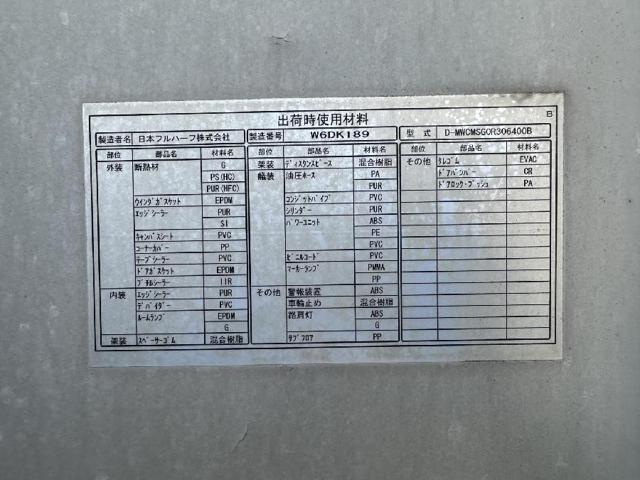 出荷時使用材料
B
製造者名 日本フルハーフ株式会社 製造番号 W6DK189 型式 D-MWCMSGOR306400B
部位 部品名 材料名
外装 断熱材 G
PS(HC)
PUR(HFC)
ウイングガスケット EPDM
エッジシーラー PUR
SI
キャンバスシート PVC
コーナーカバー PP
テープシーラー PVC
ドアガスケット EPDM
ブチルシーラー IIR
内装 エッジシーラー PUR
デバイダー PVC
ルームランプ EPDM
G
架装 スペーサーゴム 混合樹脂
部位 部品名 材料名
架装 ディスタンスピース 混合樹脂
艤装 油圧ホース PA
PUR
コンジットパイプ PVC
シリンダー PUR
パワーユニット ABS
PE
PVC
ビニルコード PVC
マーカーランプ PMMA
PP
その他 警報装置 ABS
車輪止め 混合樹脂
路肩灯 ABS
G
タブフロア PP
部位 部品名 材料名
その他 タレゴム EVAC
ドアバンパー CR
ドアロック・ブッシュ PA